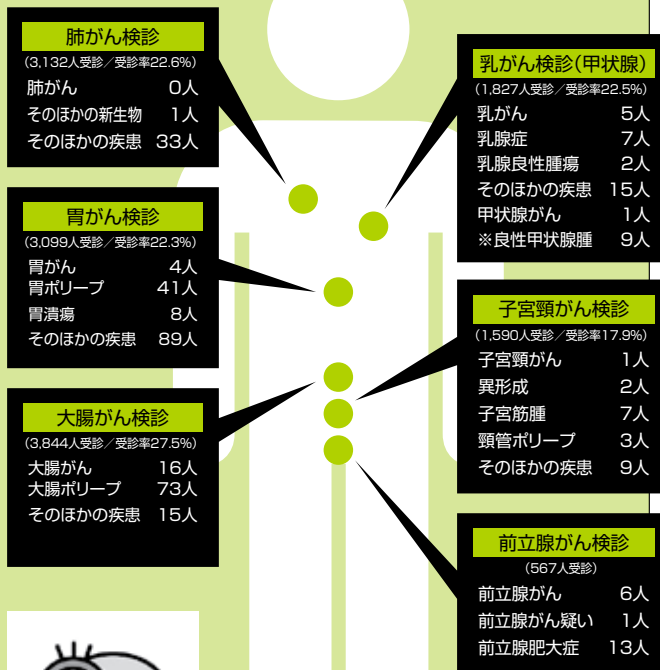 肺がん検診
（3,132人受診／受診率22.6%）
肺がん 0人
そのほかの新生物 1人
そのほかの疾患 33人
胃がん検診
（3,099人受診／受診率22.3%）
胃がん 4人
胃ポリープ 41人
胃潰瘍 8人
そのほかの疾患 89人
大腸がん検診
（3,844人受診／受診率27.5%）
大腸がん 16人
大腸ポリープ 73人
そのほかの疾患 15人
乳がん検診（甲状腺）
（1,827人受診／受診率22.5%）
乳がん 5人
乳腺症 7人
乳腺良性腫瘍 2人
そのほかの疾患 15人
甲状腺がん 1人
※良性甲状腺腫 9人
子宮頸がん検診
（1,590人受診／受診率17.9%）
子宮頸がん 1人
異形成 2人
子宮筋腫 7人
頸管ポリープ 3人
そのほかの疾患 9人
前立腺がん検診
（567人受診）
前立腺がん 6人
前立腺がん疑い 1人
前立腺肥大症 13人